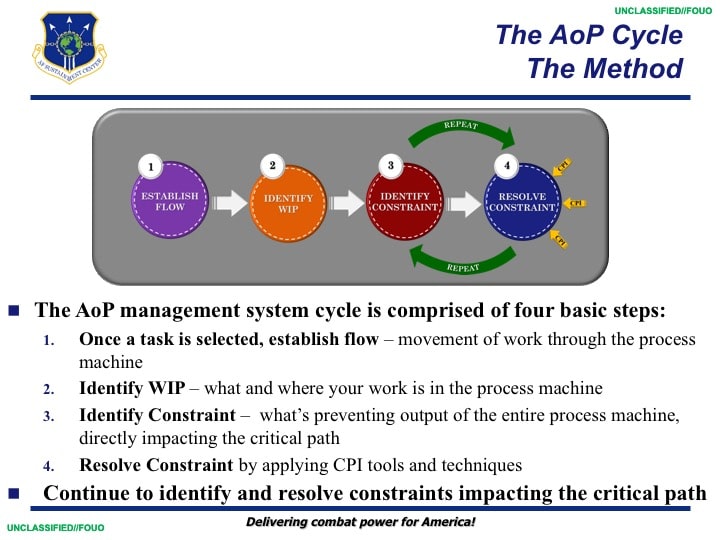 UNCLASSIFIED//FOUO
The AoP Cycle
The Method
AF SUSTAINMENT CENTER
REPEAT
1
2
3
4
ESTABLISH
FLOW
IDENTIFY
WIP
IDENTIFY
CONSTRAINT
RESOLVE
CONSTRAINT
CPI
CPI
CPI
REPEAT
The AoP management system cycle is comprised of four basic steps:
1. Once a task is selected, establish flow – movement of work through the process
machine
2. Identify WIP – what and where your work is in the process machine
3. Identify Constraint – what’s preventing output of the entire process machine,
directly impacting the critical path
4. Resolve Constraint by applying CPI tools and techniques
Continue to identify and resolve constraints impacting the critical path
UNCLASSIFIED//FOUO
Delivering combat power for America!